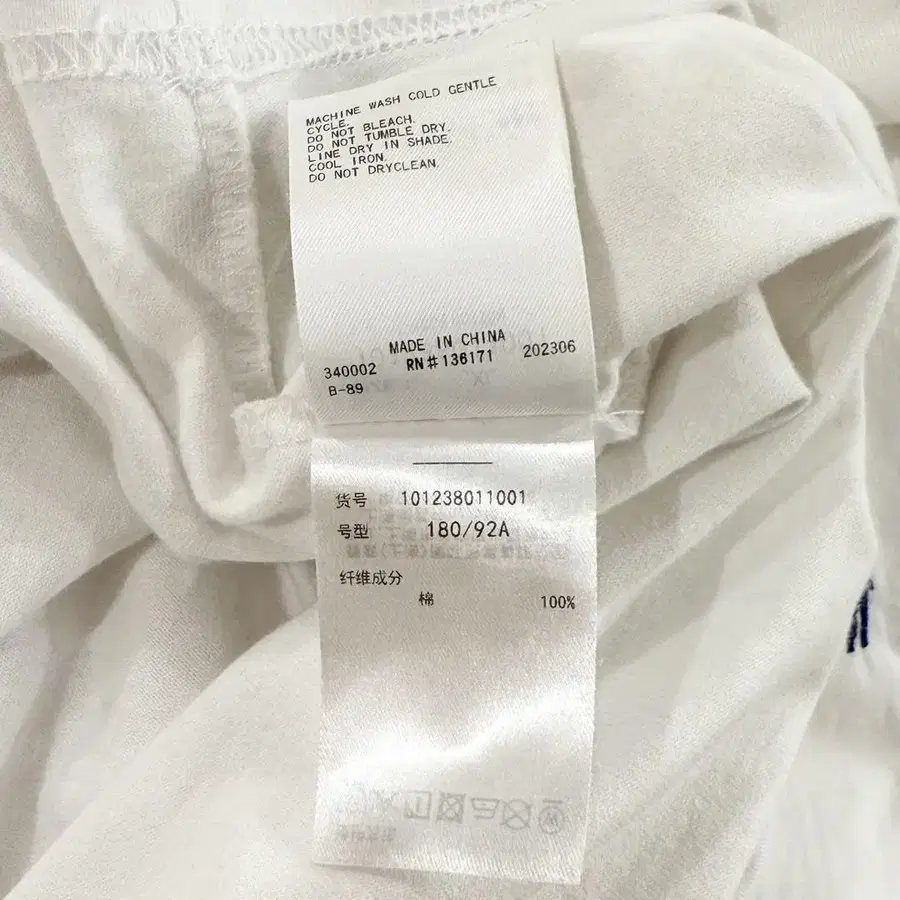 MACHINE WASH COLD GENTLE
CYCLE.
DO NOT BLEACH.
DO NOT TUMBLE DRY.
LINE DRY IN SHADE.
COOL IRON.
DO NOT DRYCLEAN.
MADE IN CHINA
340002 RN#136171 202306
B-89
货号 101238011001
号型 180/92A
纤维成分
棉 100%